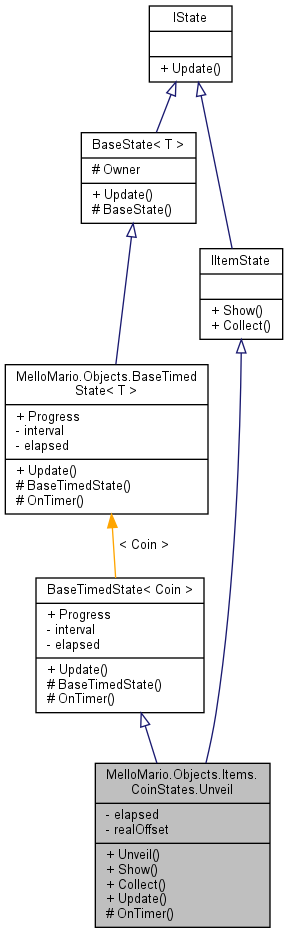 IState
+ Update()
BaseState< T >
# Owner
+ Update()
# BaseState()
IItemState
+ Show()
+ Collect()
MelloMario.Objects.BaseTimed
State< T >
+ Progress
- interval
- elapsed
+ Update()
# BaseTimedState()
# OnTimer()
< Coin >
BaseTimedState< Coin >
+ Progress
- interval
- elapsed
+ Update()
# BaseTimedState()
# OnTimer()
MelloMario.Objects.Items.
CoinStates.Unveil
- elapsed
- realOffset
+ Unveil()
+ Show()
+ Collect()
+ Update()
# OnTimer()